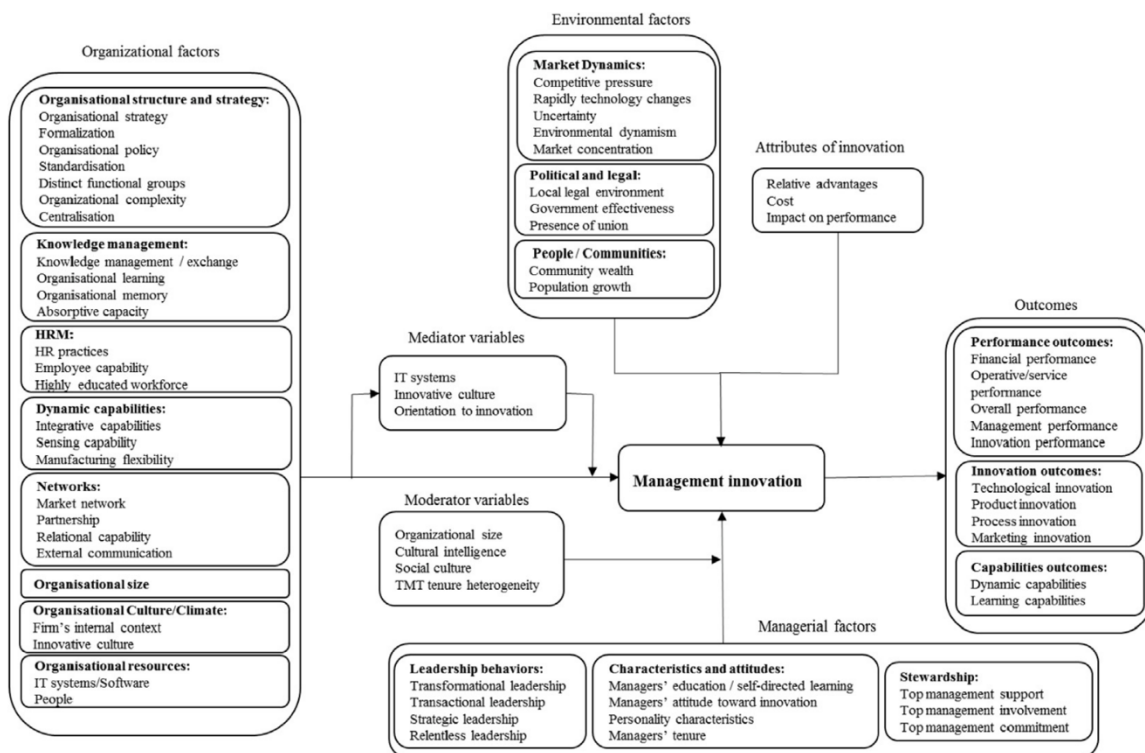 Organizational factors
Organisational structure and strategy:
Organisational strategy
Formalization
Organisational policy
Standardisation
Distinct functional groups
Organizational complexity
Centralisation
Knowledge management:
Knowledge management / exchange
Organisational learning
Organisational memory
Absorptive capacity
HRM:
HR practices
Employee capability
Highly educated workforce
Dynamic capabilities:
Integrative capabilities
Sensing capability
Manufacturing flexibility
Networks:
Market network
Partnership
Relational capability
External communication
Organisational size
Organisational Culture/Climate:
Firm's internal context
Innovative culture
Organisational resources:
IT systems/Software
People
Environmental factors
Market Dynamics:
Competitive pressure
Rapidly technology changes
Uncertainty
Environmental dynamism
Market concentration
Political and legal:
Local legal environment
Government effectiveness
Presence of union
People / Communities:
Community wealth
Population growth
Attributes of innovation
Relative advantages
Cost
Impact on performance
Mediator variables
IT systems
Innovative culture
Orientation to innovation
Management innovation
Moderator variables
Organizational size
Cultural intelligence
Social culture
TMT tenure heterogeneity
Outcomes
Performance outcomes:
Financial performance
Operative/service
performance
Overall performance
Management performance
Innovation performance
Innovation outcomes:
Technological innovation
Product innovation
Process innovation
Marketing innovation
Capabilities outcomes:
Dynamic capabilities
Learning capabilities
Managerial factors
Leadership behaviors:
Transformational leadership
Transactional leadership
Strategic leadership
Relentless leadership
Characteristics and attitudes:
Managers' education / self-directed learning
Managers' attitude toward innovation
Personality characteristics
Managers' tenure
Stewardship:
Top management support
Top management involvement
Top management commitment